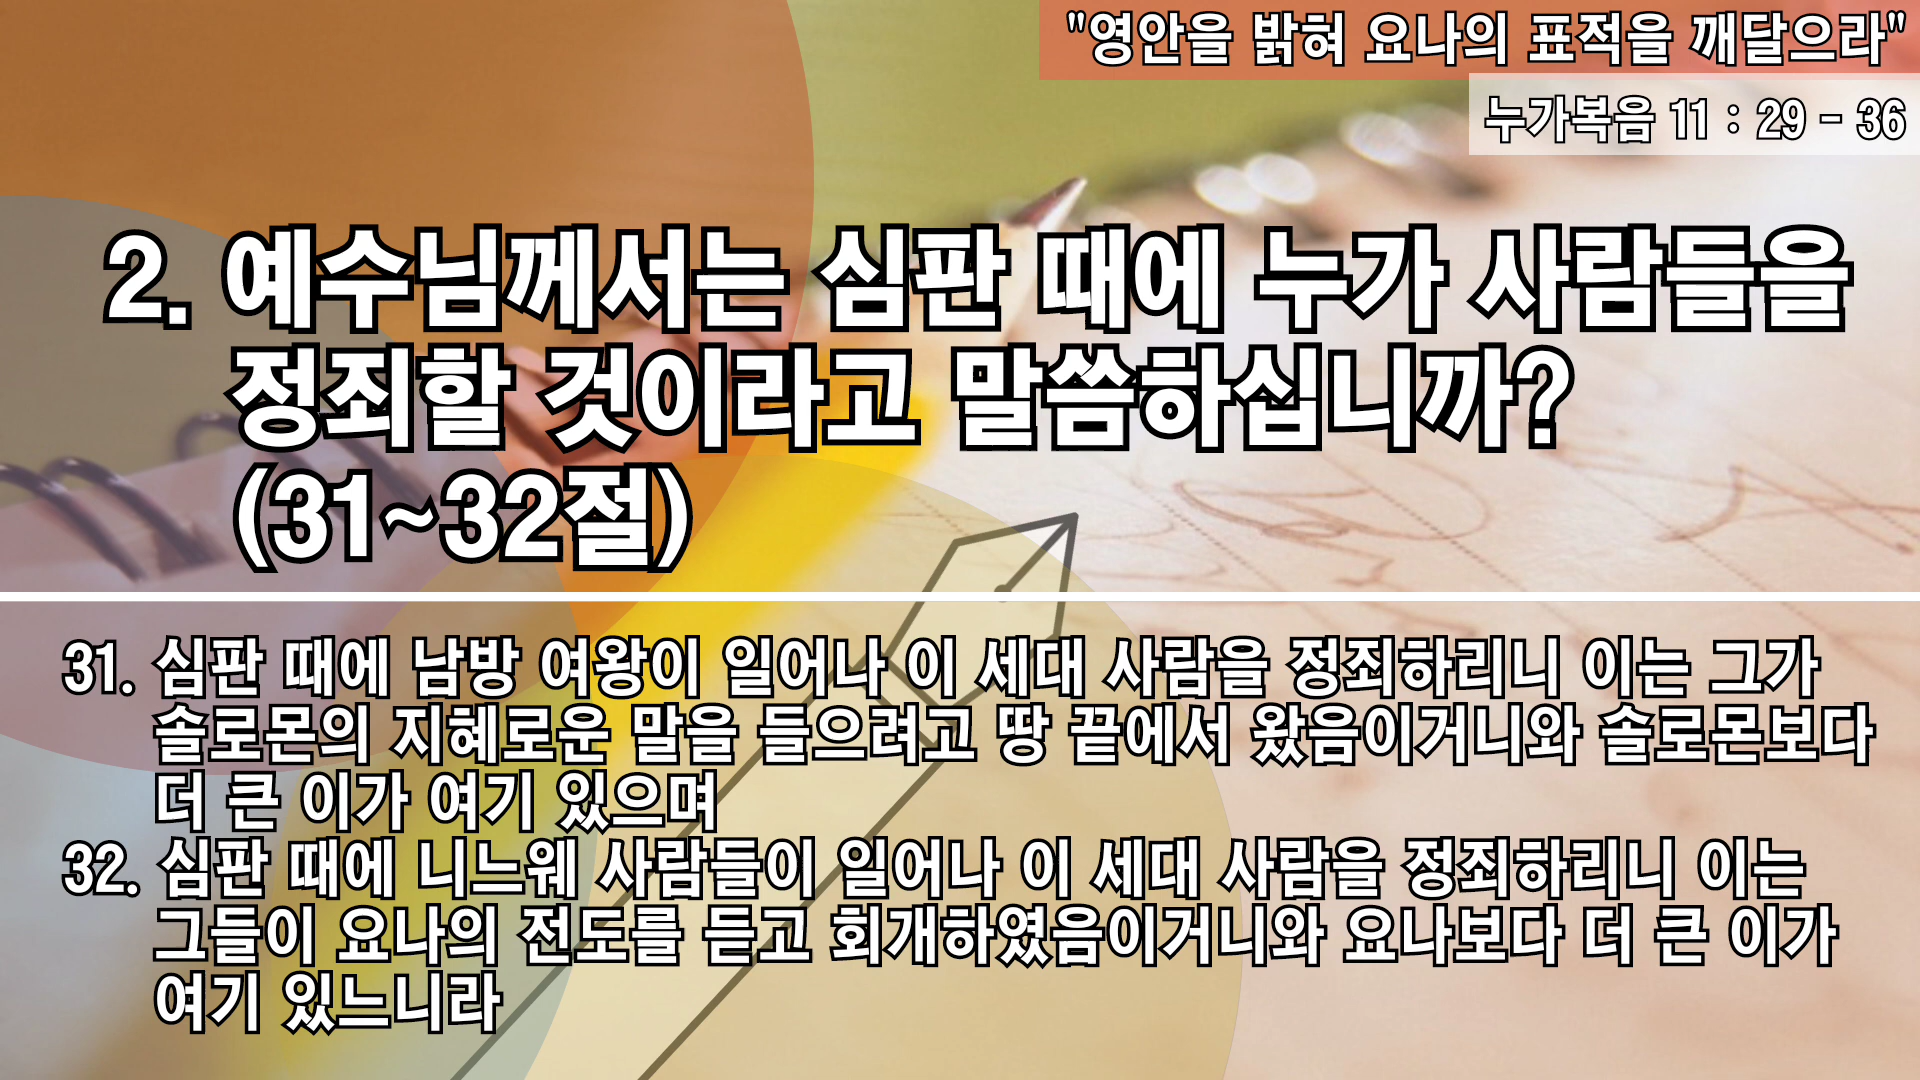 "영안을 밝혀 요나의 표적을 깨달으라"
누가복음 11 : 29 - 36
2. 예수님께서는 심판 때에 누가 사람들을
정죄할 것이라고 말씀하십니까?
(31~32절)
31. 심판 때에 남방 여왕이 일어나 이 세대 사람을 정죄하리니 이는 그가
솔로몬의 지혜로운 말을 들으려고 땅 끝에서 왔음이거니와 솔로몬보다
더 큰 이가 여기 있으며
32. 심판 때에 니느웨 사람들이 일어나 이 세대 사람을 정죄하리니 이는
그들이 요나의 전도를 듣고 회개하였음이거니와 요나보다 더 큰 이가
여기 있느니라